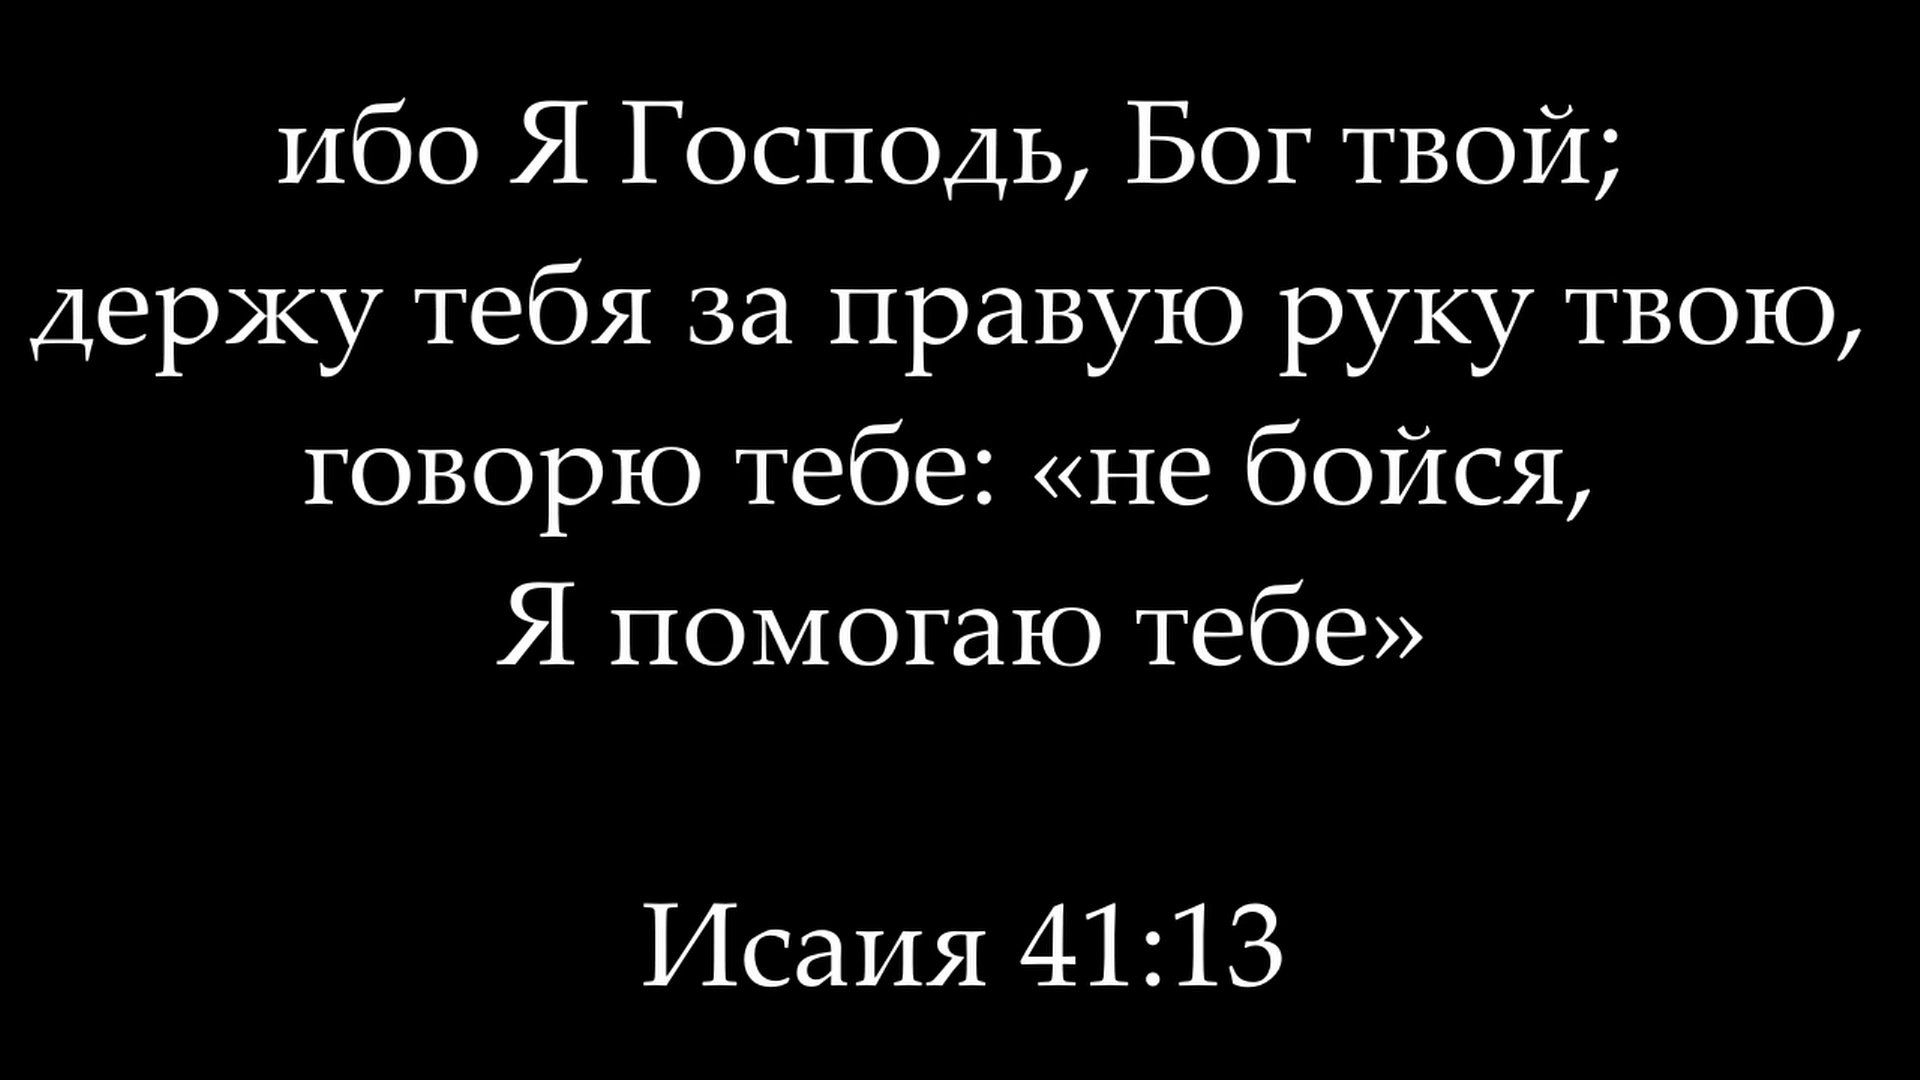 ибо Я Господь, Бог твой;
держу тебя за правую руку твою,
говорю тебе: «не бойся,
Я помогаю тебе»
Исаия 41:13